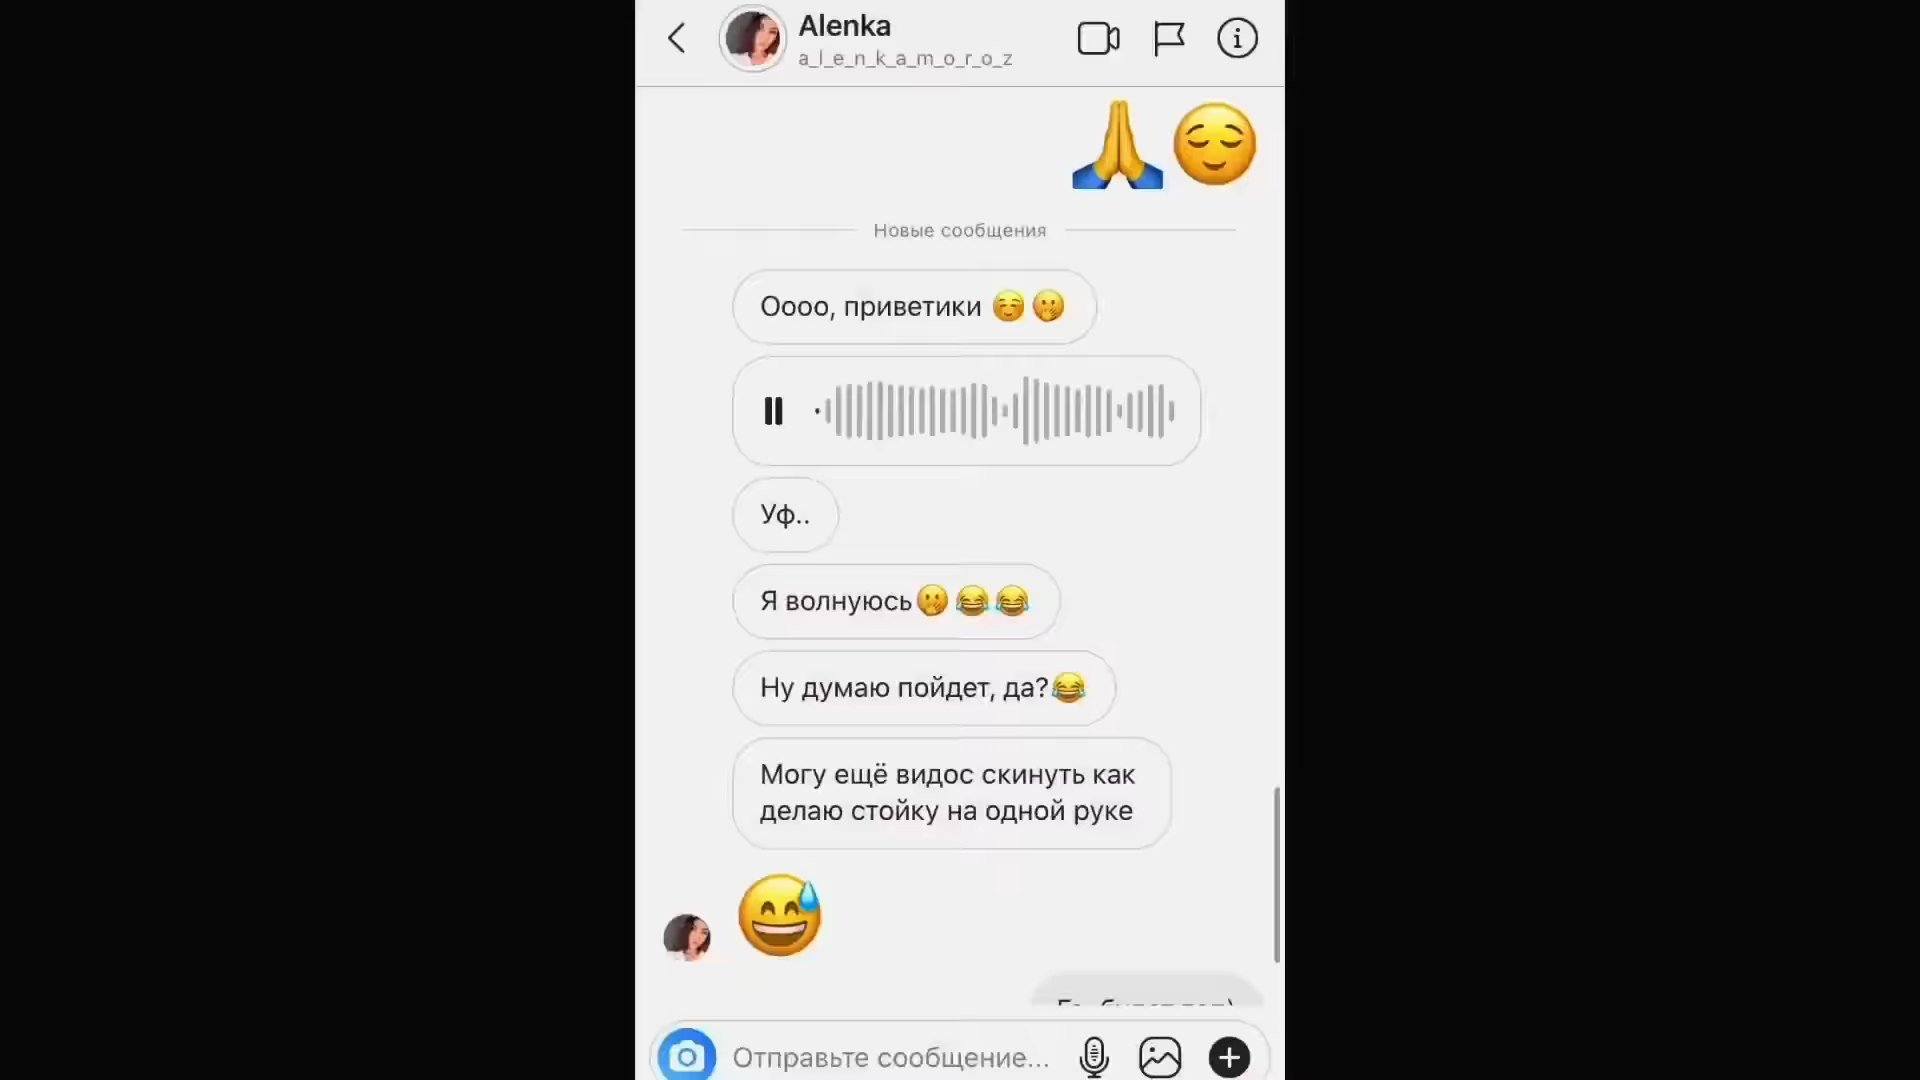 Alenka
a_l_e_n_k_a_m_o_r_o_z
Новые сообщения
Оооо, приветики ☺️🤭
Уф..
Я волнуюсь🤭😂😂
Ну думаю пойдет, да?😂
Могу ещё видос скинуть как
делаю стойку на одной руке
Отправьте сообщение...